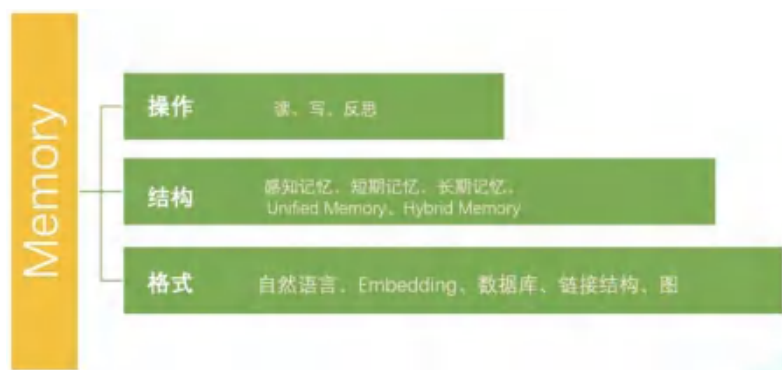 Memory
操作
读、写、反思
结构
感知记忆、短期记忆、长期记忆、
Unified Memory、Hybrid Memory
格式
自然语言、Embedding、数据库、链接结构、图